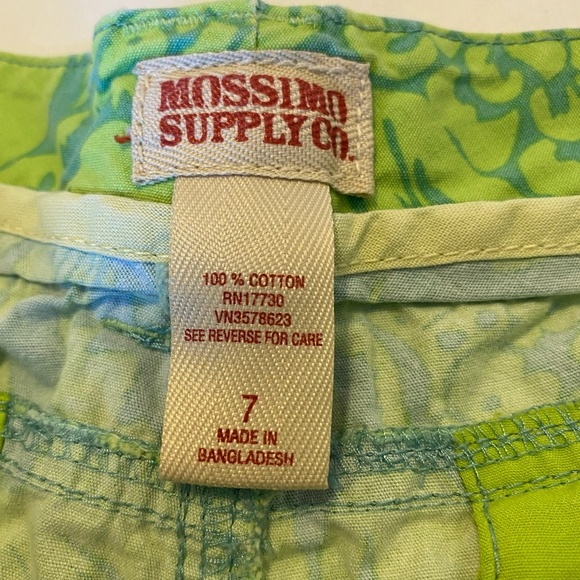 MOSSIMO
SUPPLY CO.
100 % COTTON
RN17730
VN3578623
SEE REVERSE FOR CARE
7
MADE IN
BANGLADESH